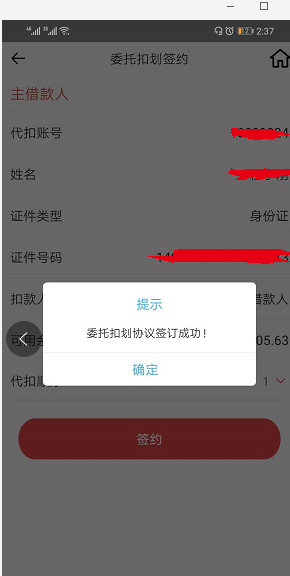 2:37
委托扣划签约
主借款人
代扣账号
姓名
证件类型 身份证
证件号码
扣款人 借款人
提示
委托扣划协议签订成功！
可用 05.63
确定
代扣顺 1
签约